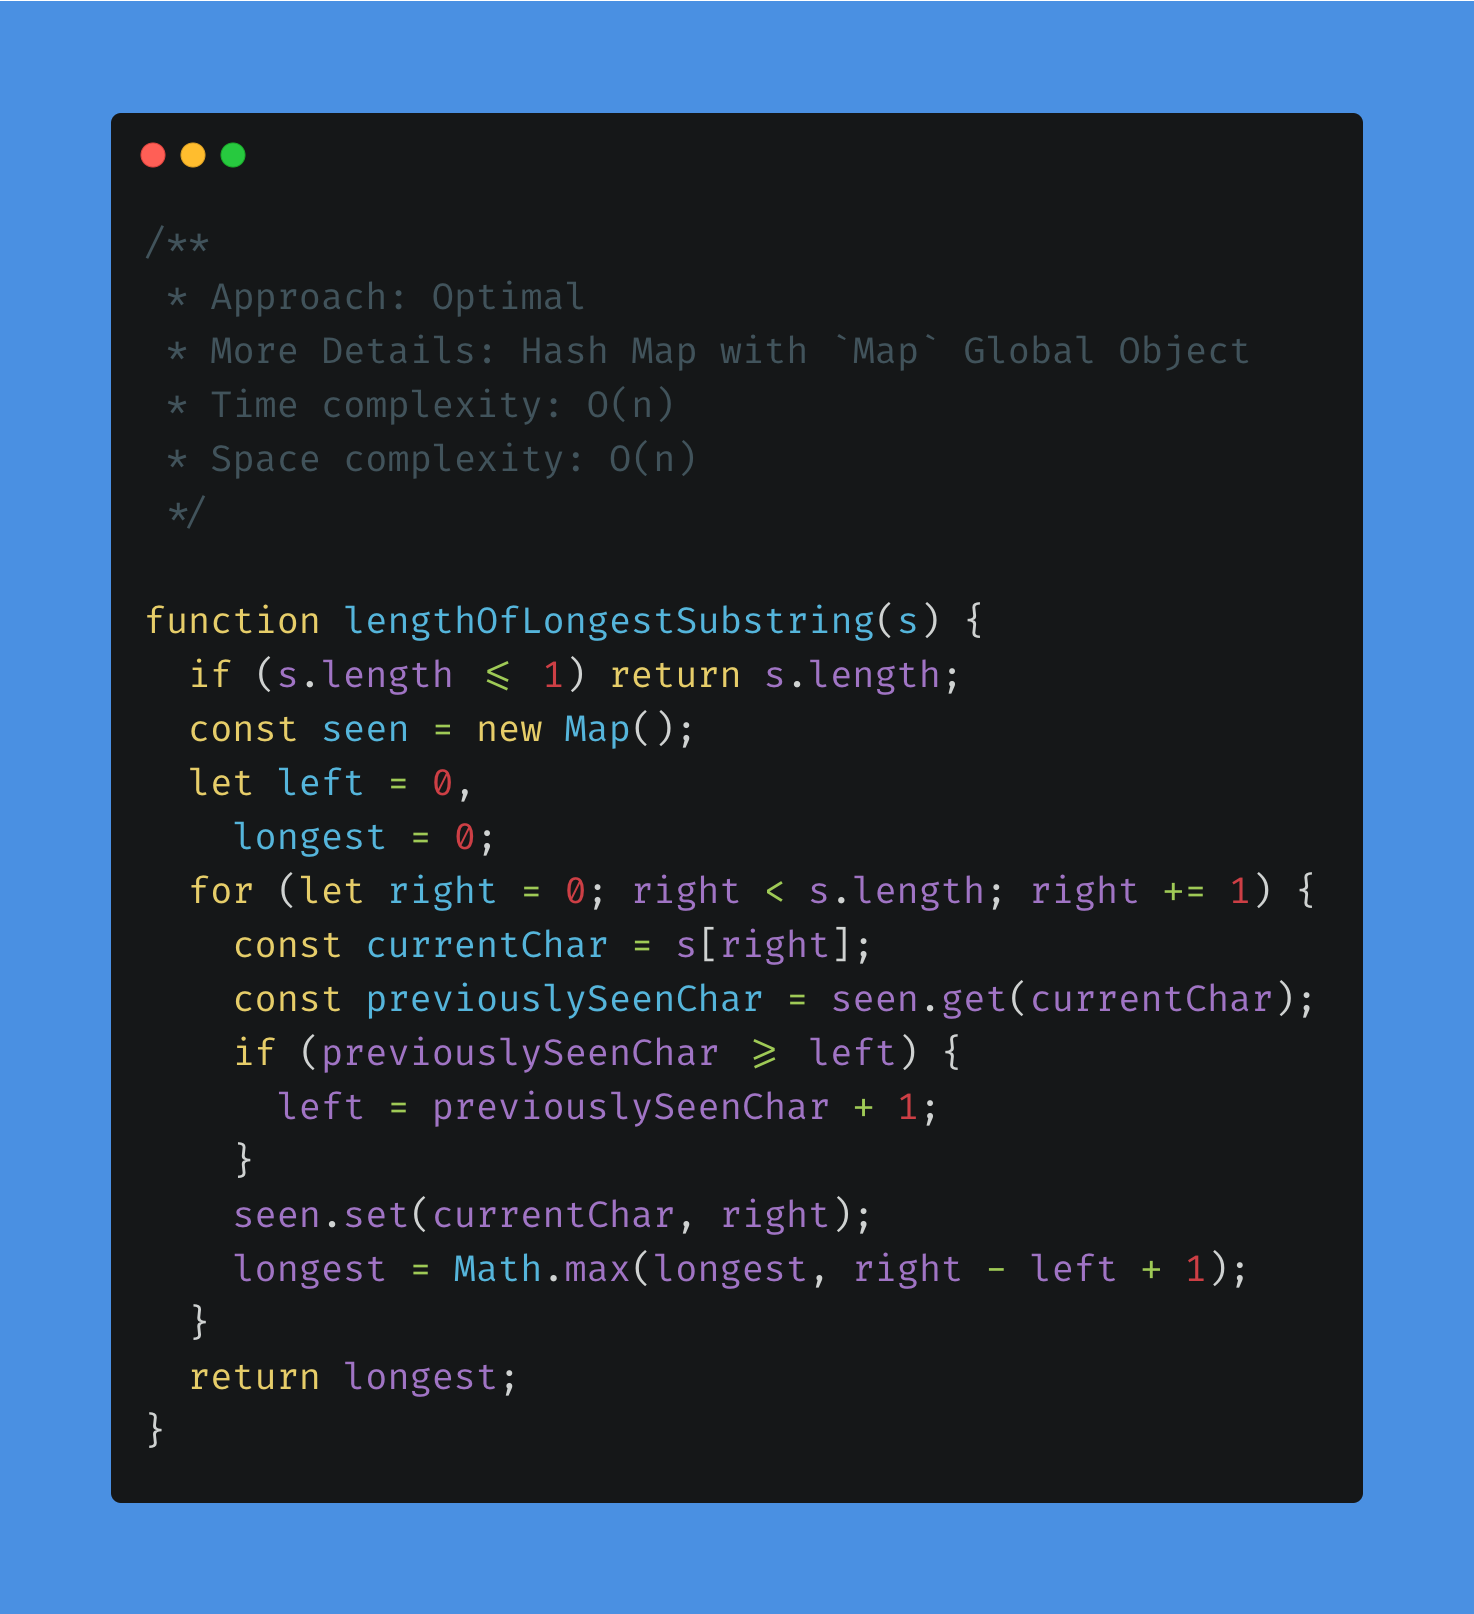 /**
 * Approach: Optimal
 * More Details: Hash Map with `Map` Global Object
 * Time complexity: O(n)
 * Space complexity: O(n)
 */
function lengthOfLongestSubstring(s) {
  if (s.length <= 1) return s.length;
  const seen = new Map();
  let left = 0,
    longest = 0;
  for (let right = 0; right < s.length; right += 1) {
    const currentChar = s[right];
    const previouslySeenChar = seen.get(currentChar);
    if (previouslySeenChar >= left) {
      left = previouslySeenChar + 1;
    }
    seen.set(currentChar, right);
    longest = Math.max(longest, right - left + 1);
  }
  return longest;
}